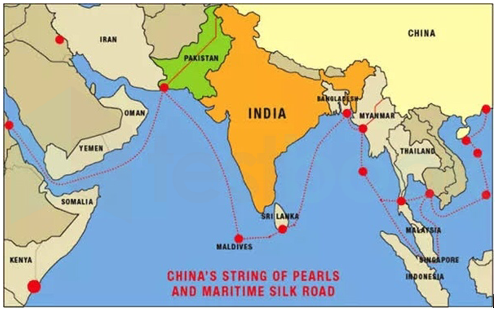 IRAN
CHINA
PAKISTAN
BANGLADESH
OMAN
INDIA
MYANMAR
YEMEN
THAILAND
SOMALIA
SRI LANKA
MALDIVES
MALAYSIA
KENYA
SINGAPORE
INDONESIA
CHINA'S STRING OF PEARLS
AND MARITIME SILK ROAD